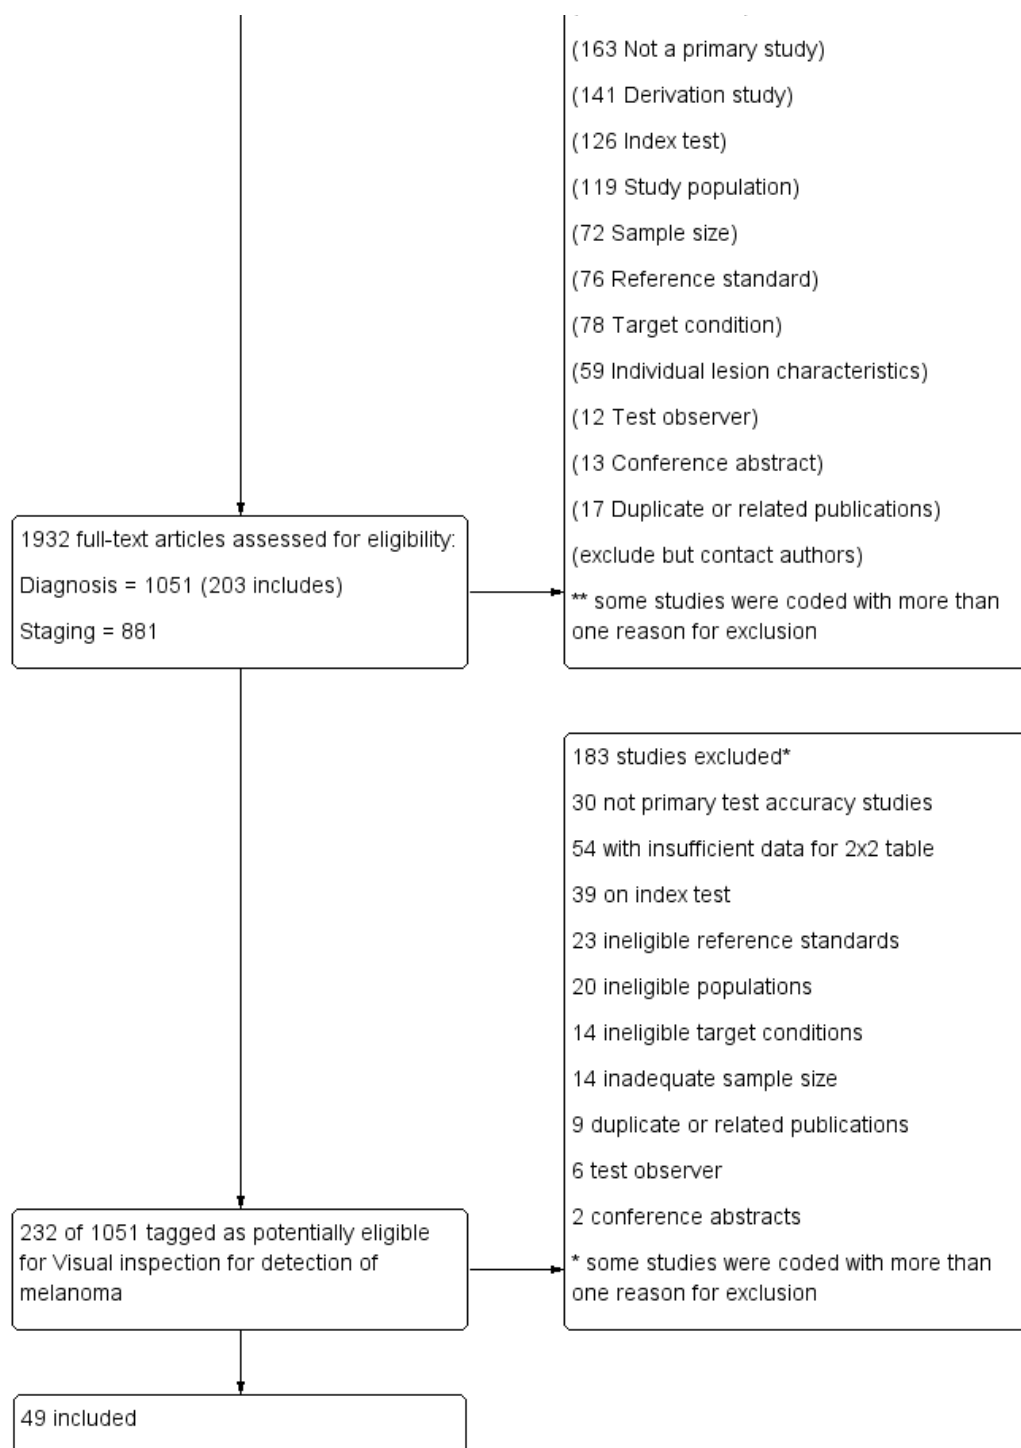 (163 Not a primary study)
(141 Derivation study)
(126 Index test)
(119 Study population)
(72 Sample size)
(76 Reference standard)
(78 Target condition)
(59 Individual lesion characteristics)
(12 Test observer)
(13 Conference abstract)
(17 Duplicate or related publications)
(exclude but contact authors)
** some studies were coded with more than
one reason for exclusion
1932 full-text articles assessed for eligibility:
Diagnosis = 1051 (203 includes)
Staging = 881
183 studies excluded*
30 not primary test accuracy studies
54 with insufficient data for 2x2 table
39 on index test
23 ineligible reference standards
20 ineligible populations
14 ineligible target conditions
14 inadequate sample size
9 duplicate or related publications
6 test observer
2 conference abstracts
* some studies were coded with more than
one reason for exclusion
232 of 1051 tagged as potentially eligible
for Visual inspection for detection of
melanoma
49 included